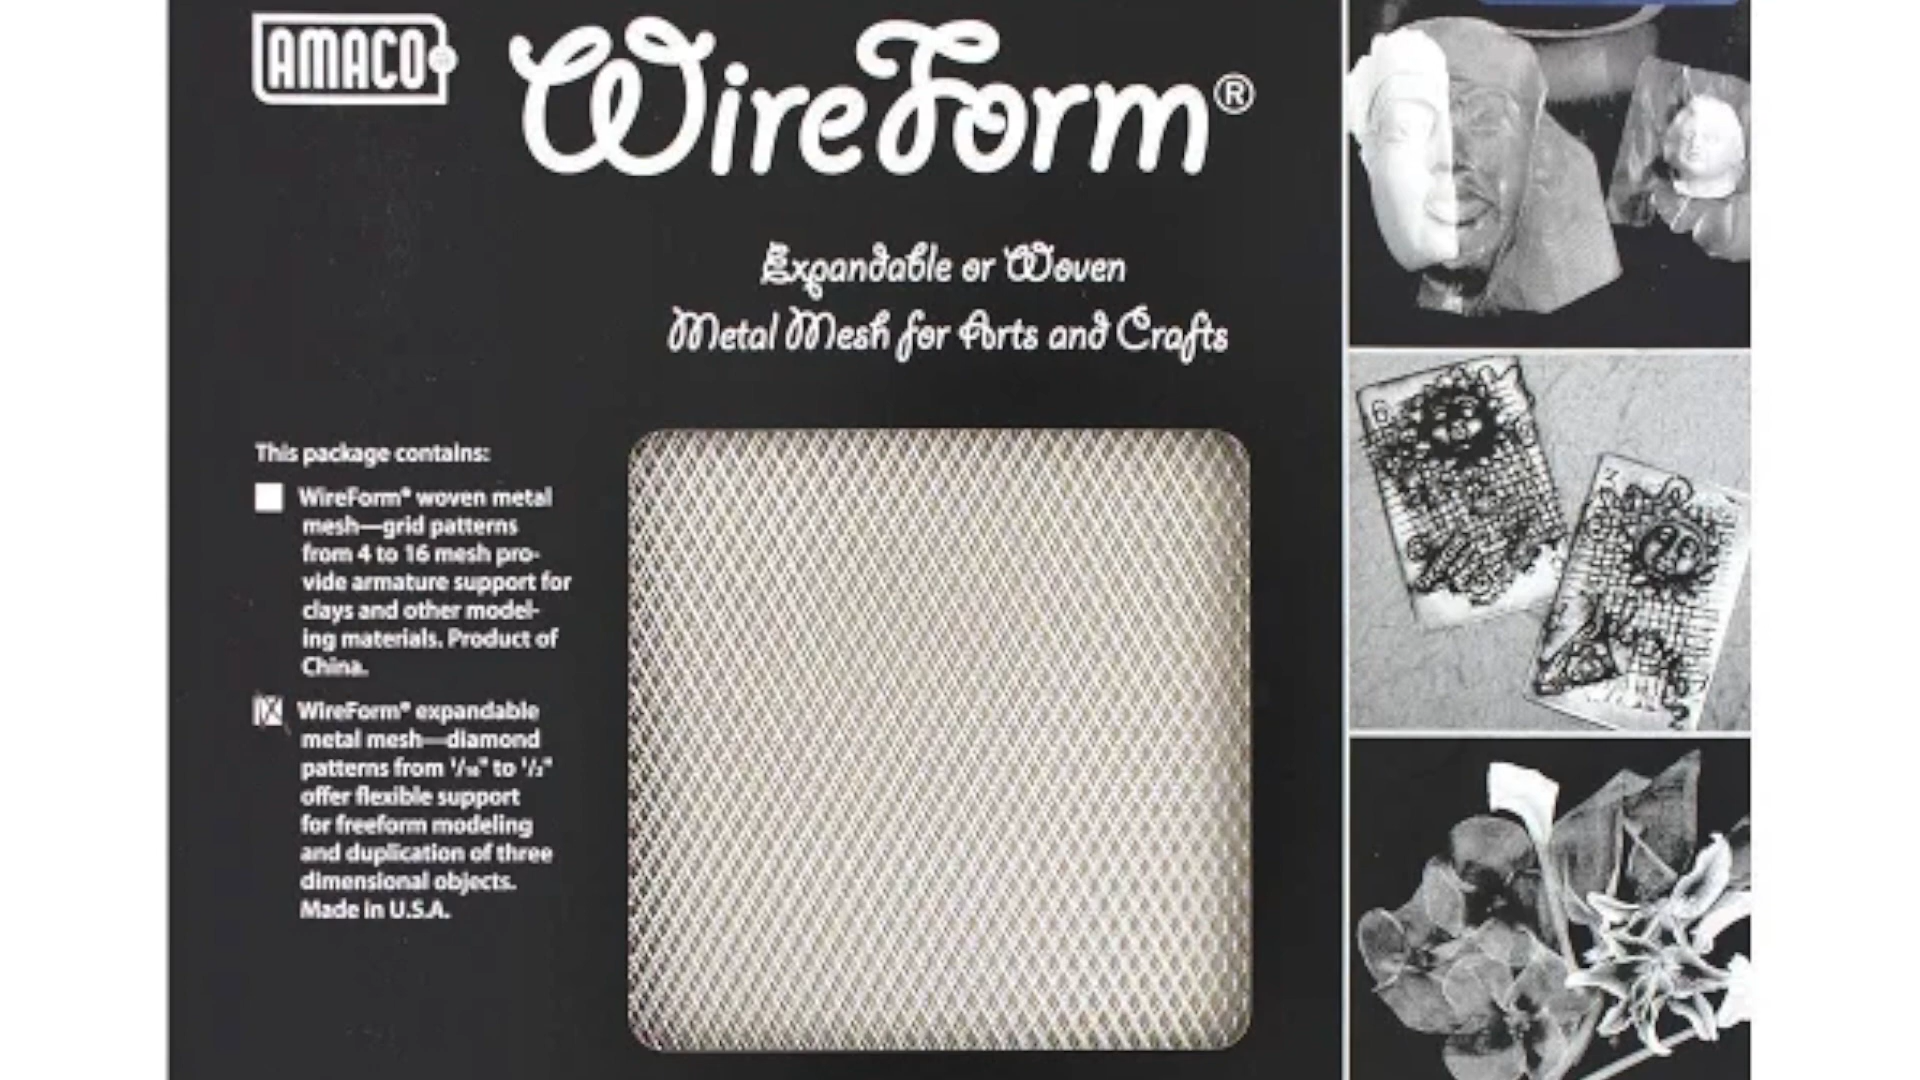 AMACO
WireForm®
Expandable or Woven
Metal Mesh for Arts and Crafts
This package contains:
WireForm® woven metal
mesh—grid patterns
from 4 to 16 mesh pro-
vide armature support for
clays and other model-
ing materials. Product of
China.
WireForm® expandable
metal mesh—diamond
patterns from 1/16" to 1/2"
offer flexible support
for freeform modeling
and duplication of three
dimensional objects.
Made in U.S.A.
6